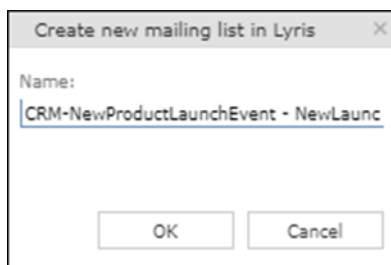 Create new mailing list in Lyris
Name:
CRM-NewProductLaunchEvent - NewLaunc
OK
Cancel